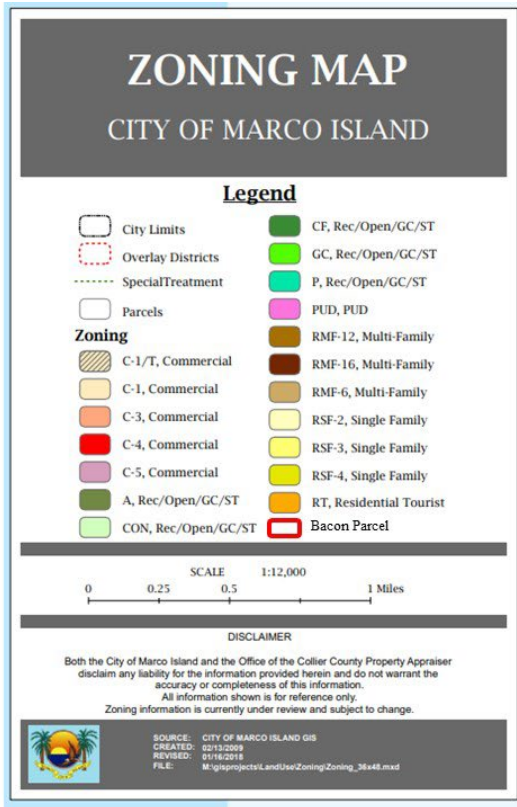 ZONING MAP
CITY OF MARCO ISLAND
Legend
City Limits
Overlay Districts
SpecialTreatment
Parcels
Zoning
C-1/T, Commercial
C-1, Commercial
C-3, Commercial
C-4, Commercial
C-5, Commercial
A, Rec/Open/GC/ST
CON, Rec/Open/GC/ST
CF, Rec/Open/GC/ST
GC, Rec/Open/GC/ST
P, Rec/Open/GC/ST
PUD, PUD
RMF-12, Multi-Family
RMF-16, Multi-Family
RMF-6, Multi-Family
RSF-2, Single Family
RSF-3, Single Family
RSF-4, Single Family
RT, Residential Tourist
Bacon Parcel
SCALE 1:12,000
0 0.25 0.5 1 Miles
DISCLAIMER
Both the City of Marco Island and the Office of the Collier County Property Appraiser
disclaim any liability for the information provided herein and do not warrant the
accuracy or completeness of this information.
All information shown is for reference only.
Zoning information is currently under review and subject to change.
SOURCE: CITY OF MARCO ISLAND GIS
CREATED: 02/13/2009
REVISED: 01/16/2018
FILE: M:\gisprojects\LandUse\Zoning\Zoning_36x48.mxd